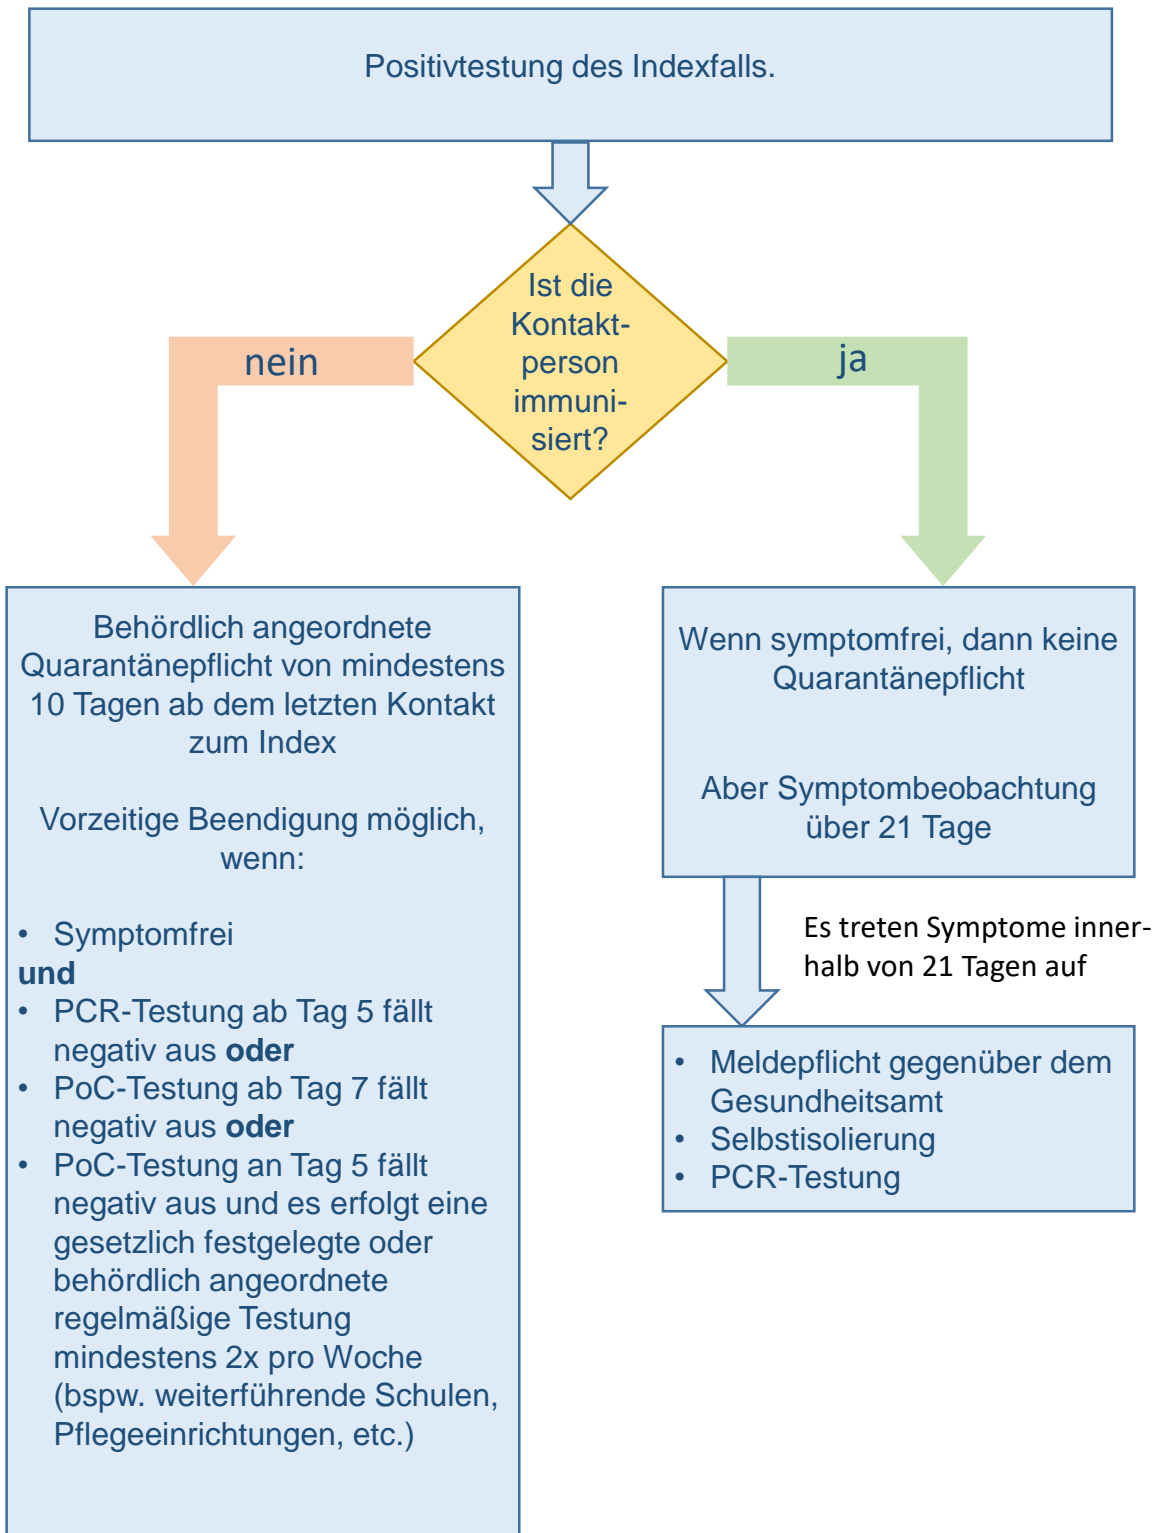 Positivtestung des Indexfalls.
Ist die
Kontakt-
person
immuni-
siert?
nein
ja
Behördlich angeordnete
Quarantänepflicht von mindestens
10 Tagen ab dem letzten Kontakt
zum Index
Vorzeitige Beendigung möglich,
wenn:
• Symptomfrei
und
• PCR-Testung ab Tag 5 fällt
negativ aus oder
• PoC-Testung ab Tag 7 fällt
negativ aus oder
• PoC-Testung an Tag 5 fällt
negativ aus und es erfolgt eine
gesetzlich festgelegte oder
behördlich angeordnete
regelmäßige Testung
mindestens 2x pro Woche
(bspw. weiterführende Schulen,
Pflegeeinrichtungen, etc.)
Wenn symptomfrei, dann keine
Quarantänepflicht
Aber Symptombeobachtung
über 21 Tage
Es treten Symptome inner-
halb von 21 Tagen auf
• Meldepflicht gegenüber dem
Gesundheitsamt
• Selbstisolierung
• PCR-Testung